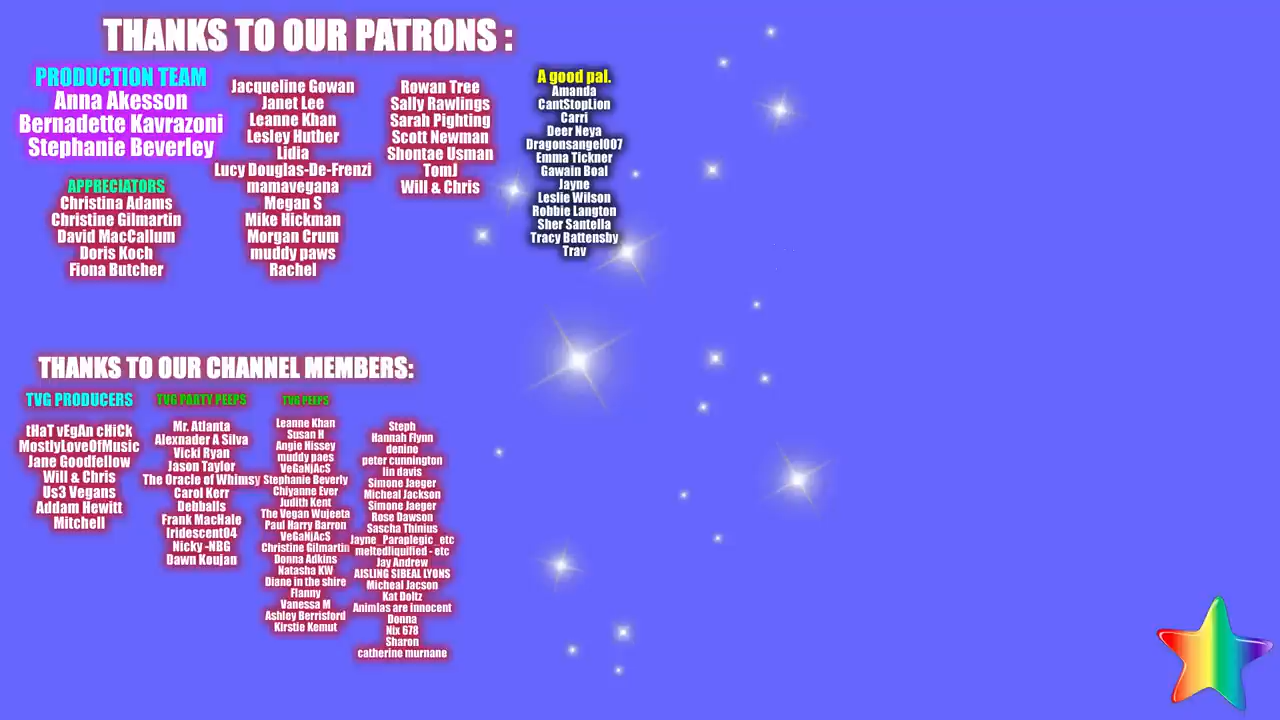 THANKS TO OUR PATRONS :
PRODUCTION TEAM
Anna Akesson
Bernadette Kavrazoni
Stephanie Beverley
APPRECIATORS
Christina Adams
Christine Gilmartin
David MacCallum
Doris Koch
Fiona Butcher
Jacqueline Gowan
Janet Lee
Leanne Khan
Lesley Hutber
Lidia
Lucy Douglas-De-Frenzi
mamavegana
Megan S
Mike Hickman
Morgan Crum
muddy paws
Rachel
Rowan Tree
Sally Rawlings
Sarah Pighting
Scott Newman
Shontae Usman
TomJ
Will & Chris
A good pal.
Amanda
CantStopLion
Carri
Deer Neya
Dragonsangel007
Emma Tickner
Gawain Boal
Jayne
Leslie Wilson
Robbie Langton
Sher Santella
Tracy Battensby
Trav
THANKS TO OUR CHANNEL MEMBERS:
TVG PRODUCERS
tHaT vEgAn cHiCk
MostlyLoveOfMusic
Jane Goodfellow
Will & Chris
Us3 Vegans
Addam Hewitt
Mitchell
TVG PARTY PEEPS
Mr. Atlanta
Alexnader A Silva
Vicki Ryan
Jason Taylor
The Oracle of Whimsy
Carol Kerr
Debballs
Frank MacHale
Iridescent04
Nicky -NBG
Dawn Koujan
TVG PEEPS
Leanne Khan
Susan H
Angie Hissey
muddy paes
VeGaNjAcS
Stephanie Beverly
Chlyanne Ever
Judith Kent
The Vegan Wujeeta
Paul Harry Barron
VeGaNjAcS
Christine Gilmartin
Donna Adkins
Natasha KW
Diane in the shire
Flanny
Vanessa M
Ashley Berrisford
Kirstie Kemut
Steph
Hannah Flynn
denino
peter cunnington
lin davis
Simone Jaeger
Micheal Jackson
Simone Jaeger
Rose Dawson
Sascha Thinius
Jayne_Paraplegic_etc
meltedliquified - etc
Jay Andrew
AISLING SIBEAL LYONS
Micheal Jacson
Kat Doltz
Animlas are innocent
Donna
Nix 678
Sharon
catherine murnane